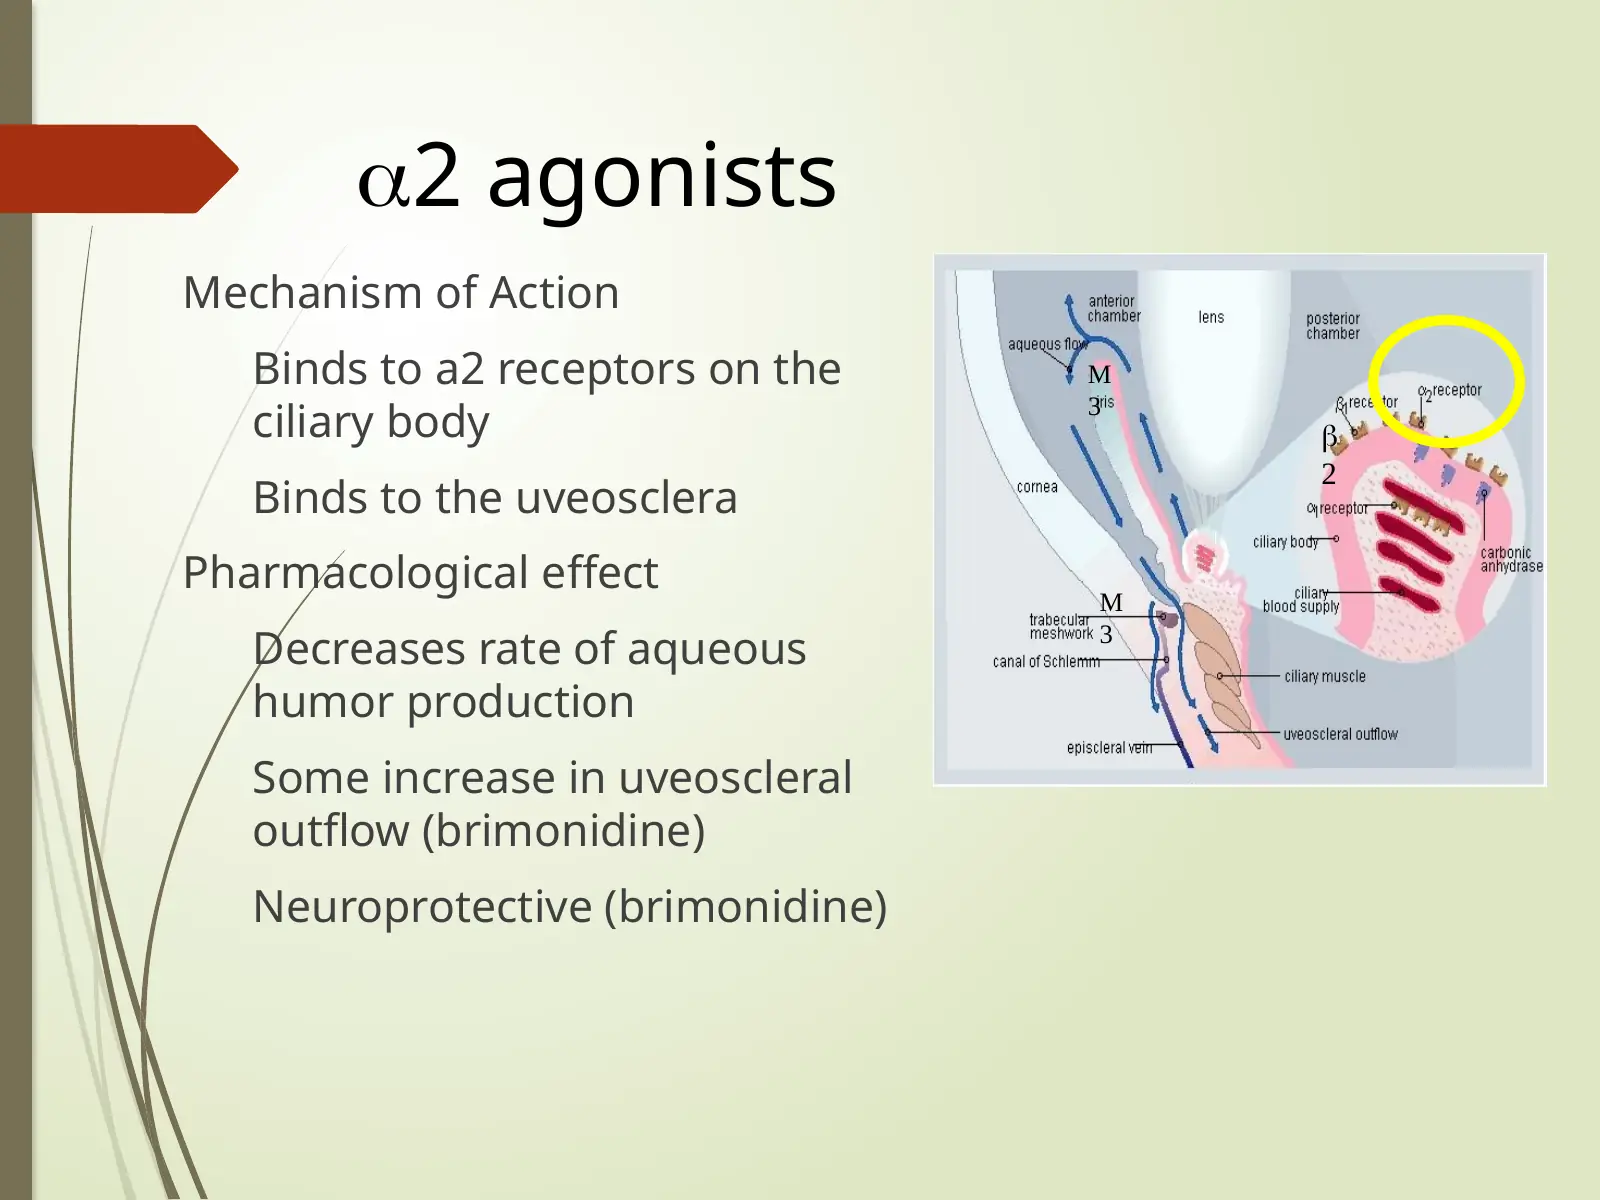 α2 agonists
Mechanism of Action
Binds to a2 receptors on the
ciliary body
Binds to the uveosclera
Pharmacological effect
Decreases rate of aqueous
humor production
Some increase in uveoscleral
outflow (brimonidine)
Neuroprotective (brimonidine)
anterior
chamber
lens
posterior
chamber
aqueous flow
M
3
iris
α2 receptor
β1 receptor
β
2
cornea
α1 receptor
ciliary body
carbonic
anhydrase
ciliary
blood supply
M
3
trabecular
meshwork
canal of Schlemm
ciliary muscle
uveoscleral outflow
episcleral vein